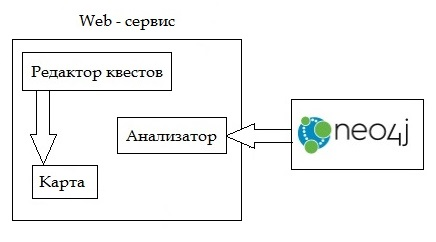 Web - сервис
Редактор квестов
Анализатор
neo4j
Карта